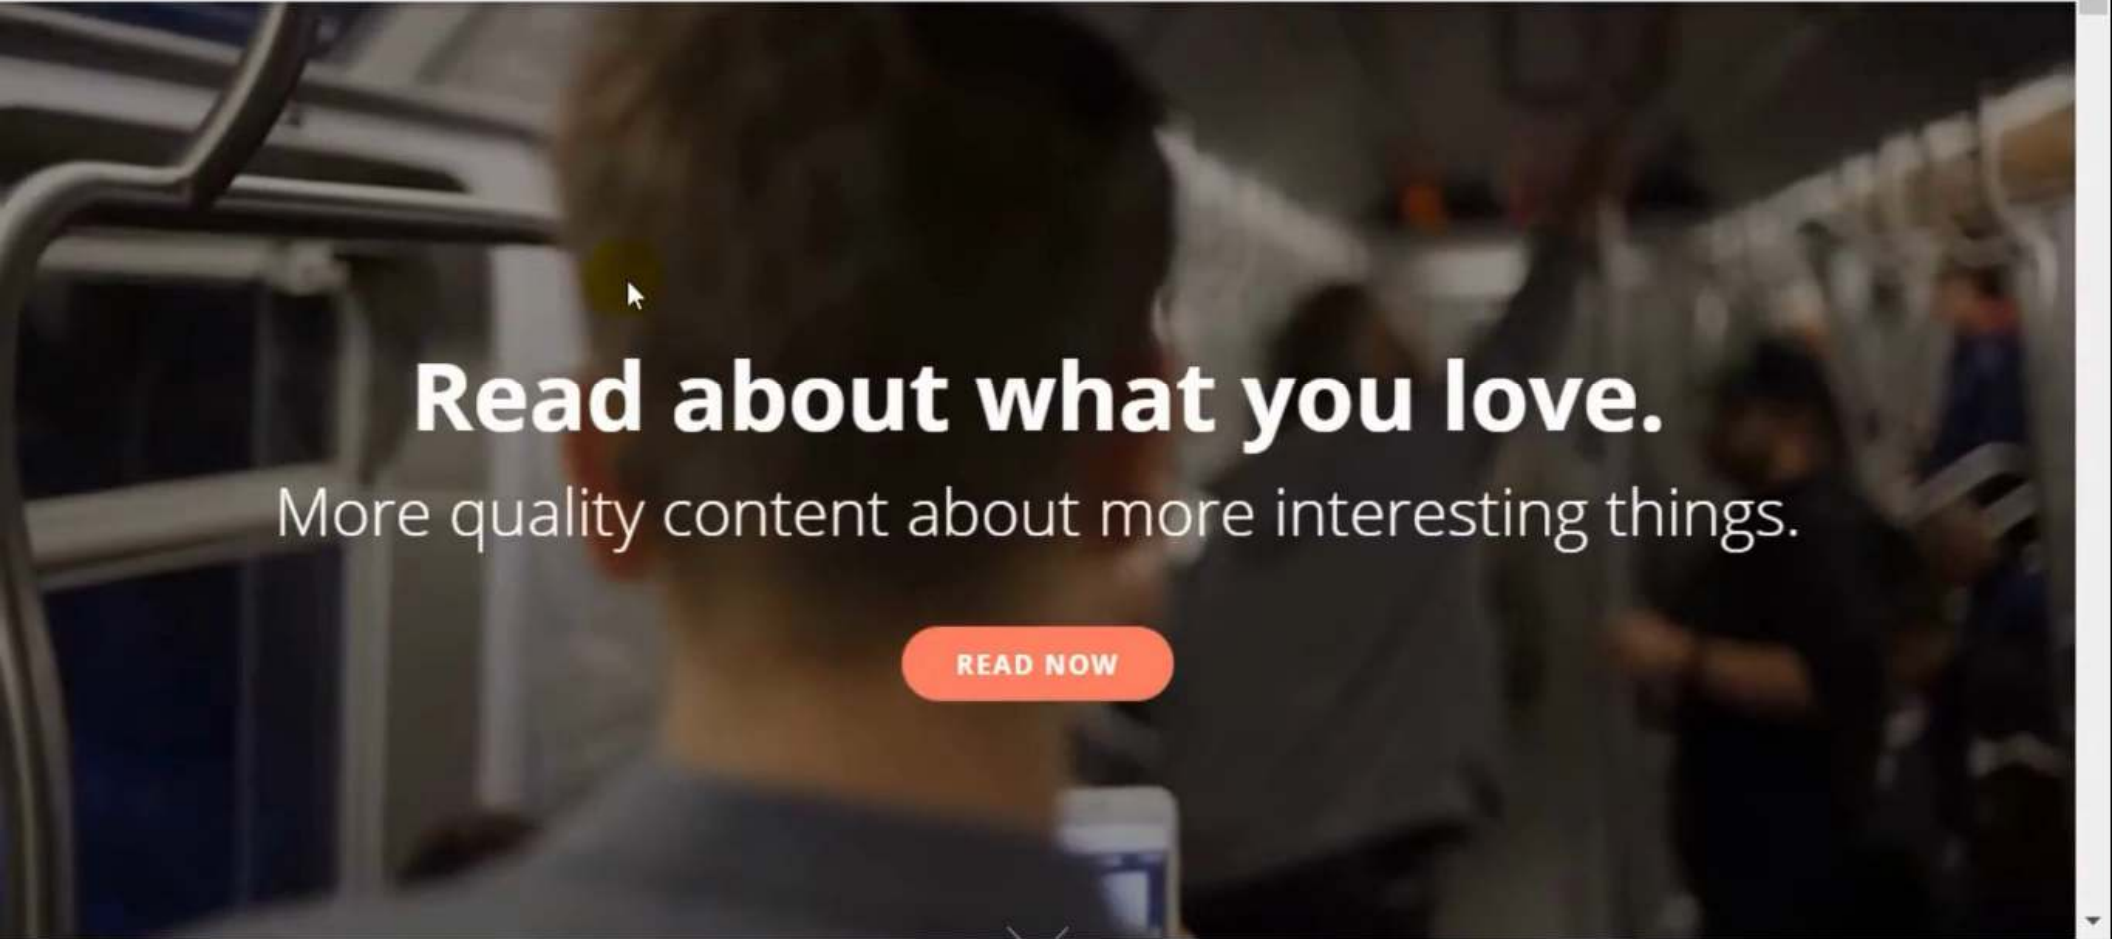 Read about what you love.
More quality content about more interesting things.
READ NOW